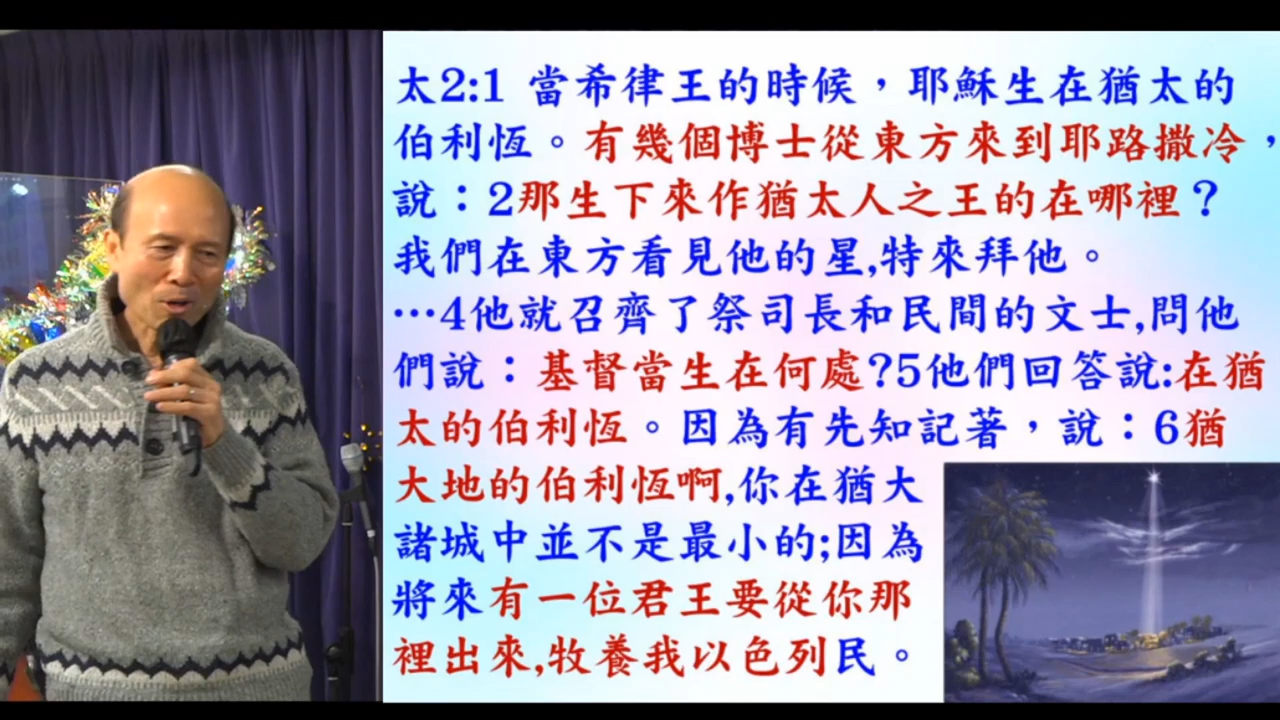 太2:1 當希律王的時候，耶穌生在猶太的
伯利恆。有幾個博士從東方來到耶路撒冷，
說：2那生下來作猶太人之王的在哪裡？
我們在東方看見他的星,特來拜他。
…4他就召齊了祭司長和民間的文士,問他
們說：基督當生在何處?5他們回答說:在猶
太的伯利恆。因為有先知記著，說：6猶
大地的伯利恆啊,你在猶大
諸城中並不是最小的;因為
將來有一位君王要從你那
裡出來,牧養我以色列民。